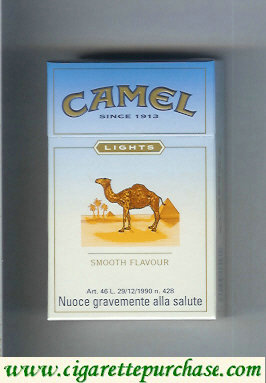 CAMEL
SINCE 1913
LIGHTS
SMOOTH FLAVOUR
Art. 46 L. 29/12/1990 n. 428
Nuoce gravemente alla salute
www.cigarettepurchase.com